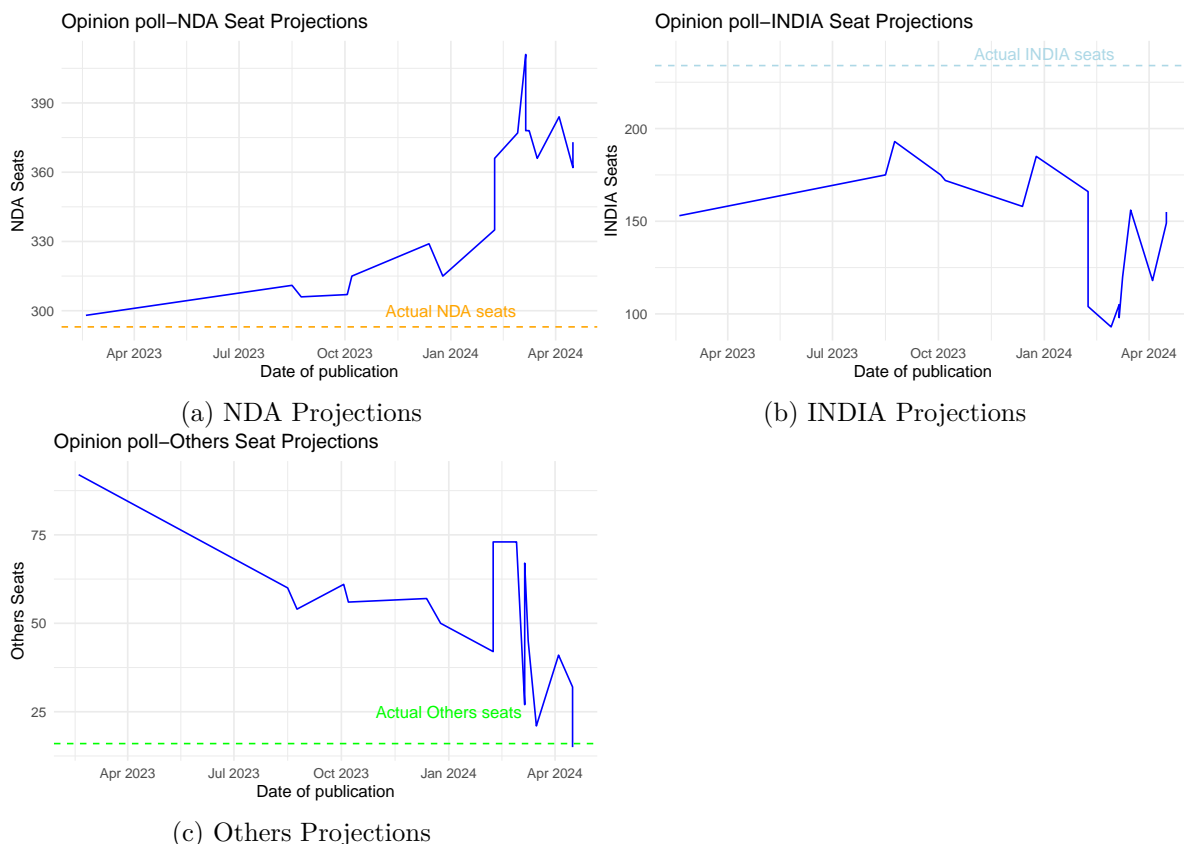 Opinion poll–NDA Seat Projections
NDA Seats
390
360
330
300
Actual NDA seats
Apr 2023 Jul 2023 Oct 2023 Jan 2024 Apr 2024
Date of publication
(a) NDA Projections
Opinion poll–INDIA Seat Projections
INDIA Seats
Actual INDIA seats
200
150
100
Apr 2023 Jul 2023 Oct 2023 Jan 2024 Apr 2024
Date of publication
(b) INDIA Projections
Opinion poll–Others Seat Projections
Others Seats
75
50
25
Actual Others seats
Apr 2023 Jul 2023 Oct 2023 Jan 2024 Apr 2024
Date of publication
(c) Others Projections